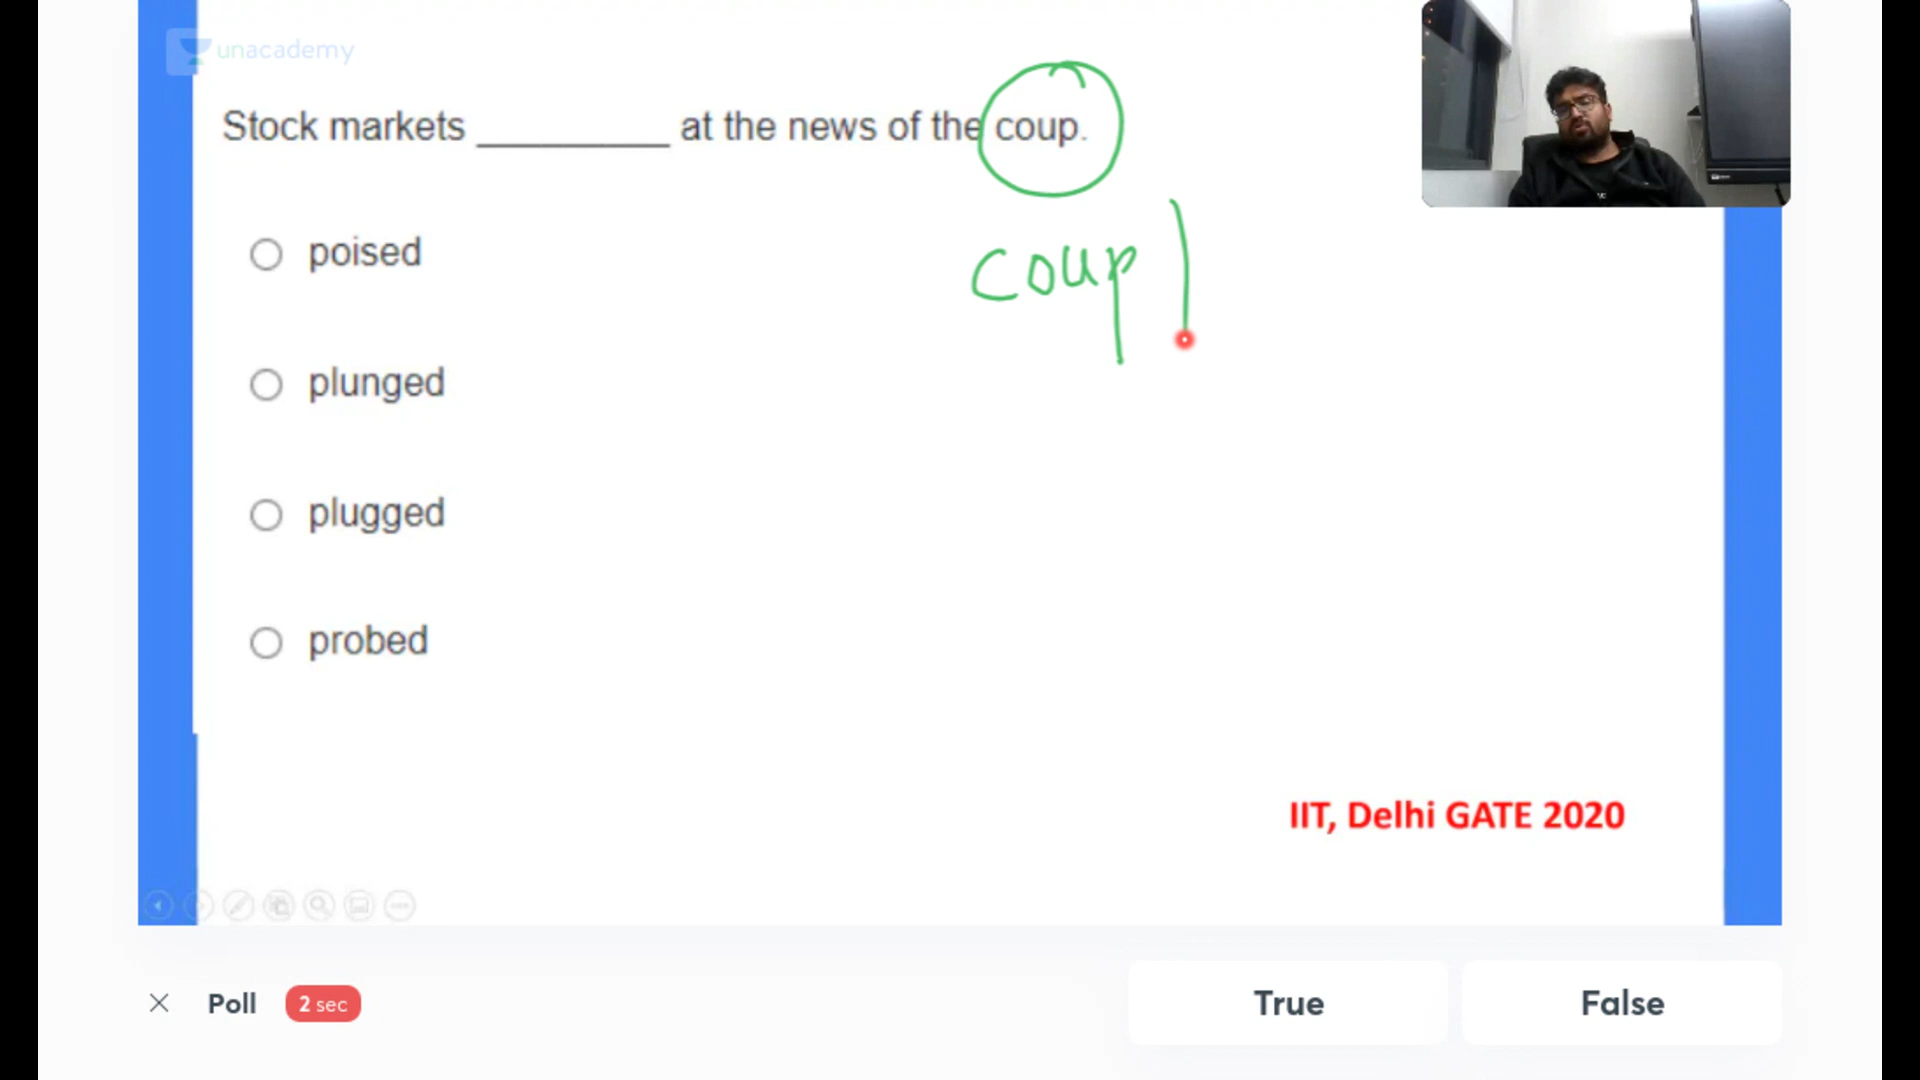 unacademy
Stock markets __________ at the news of the coup.
coup
poised
plunged
plugged
probed
IIT, Delhi GATE 2020
Poll
2 sec
True
False